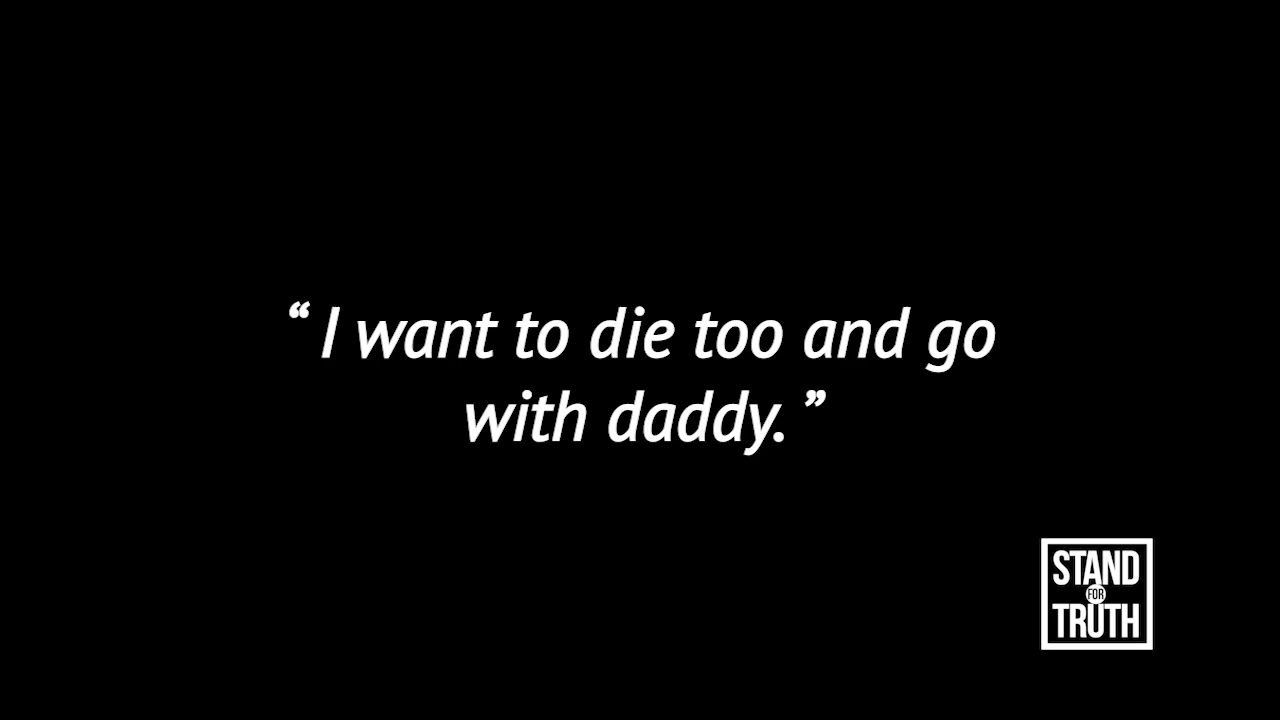 “ I want to die too and go
with daddy. ”
STAND
FOR
TRUTH